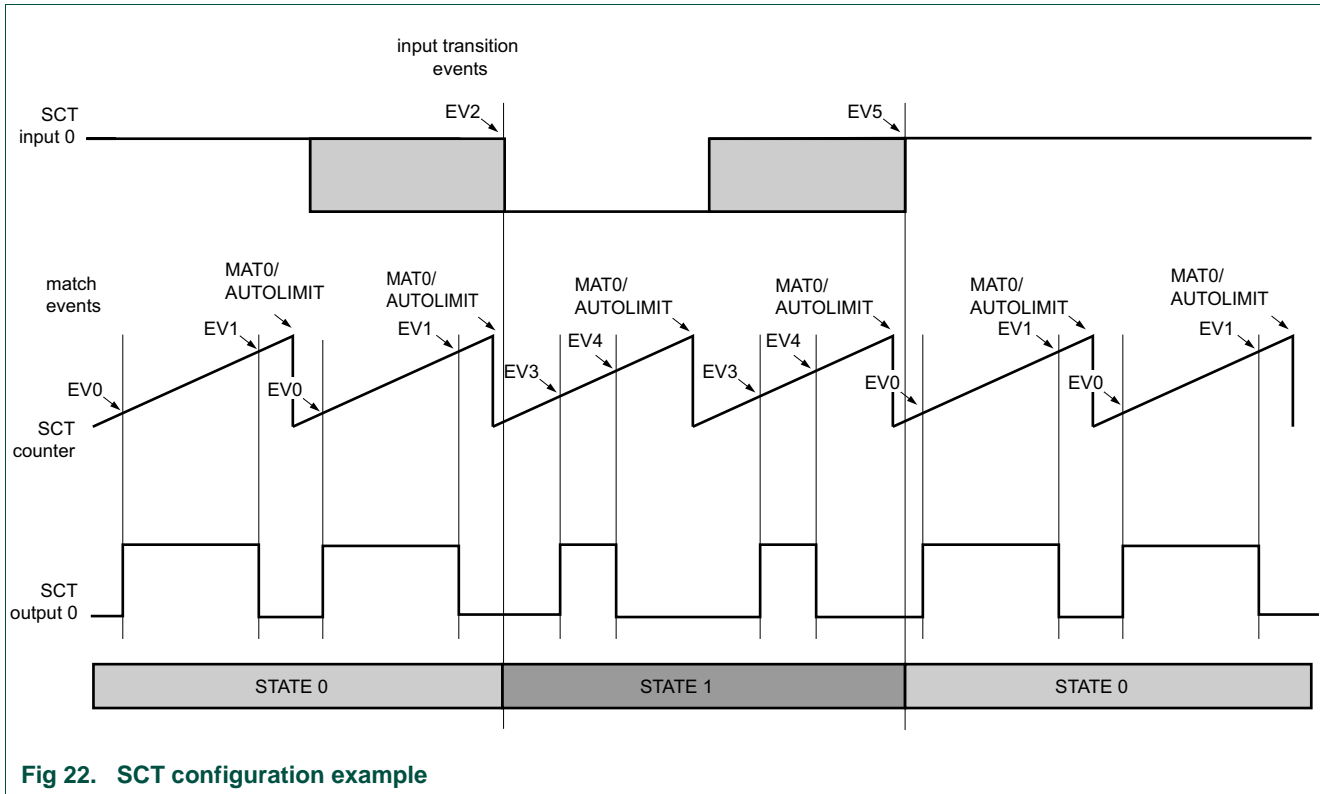 input transition
events
SCT
input 0
EV2
EV5
match
events
MAT0/
AUTOLIMIT
MAT0/
AUTOLIMIT
MAT0/
AUTOLIMIT
MAT0/
AUTOLIMIT
MAT0/
AUTOLIMIT
MAT0/
AUTOLIMIT
EV0
EV1
EV0
EV1
EV3
EV4
EV3
EV4
EV0
EV1
EV0
EV1
SCT
counter
SCT
output 0
STATE 0
STATE 1
STATE 0
Fig 22. SCT configuration example